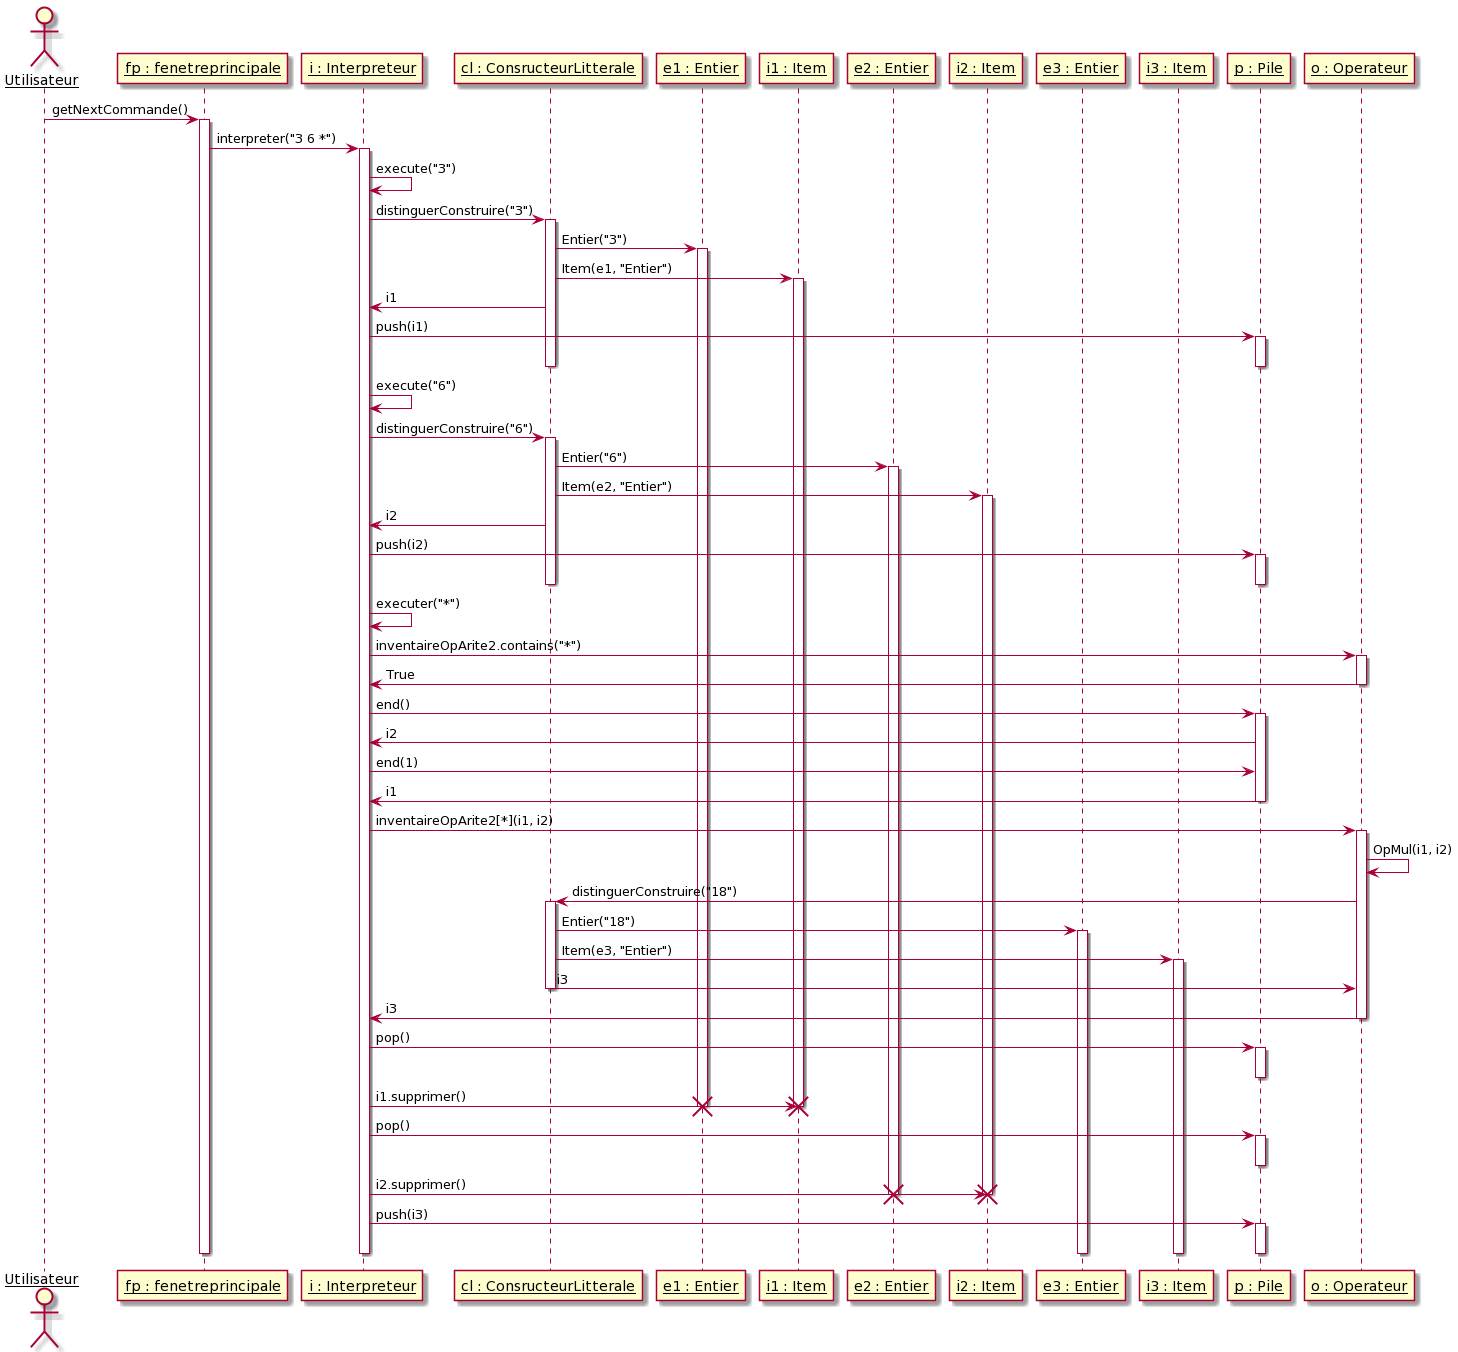 Utilisateur
fp : fenetreprincipale
i : Interpreteur
cl : ConsructeurLitterale
e1 : Entier
i1 : Item
e2 : Entier
i2 : Item
e3 : Entier
i3 : Item
p : Pile
o : Operateur
getNextCommande()
interpreter("3 6 *")
execute("3")
distinguerConstruire("3")
Entier("3")
Item(e1, "Entier")
i1
push(i1)
execute("6")
distinguerConstruire("6")
Entier("6")
Item(e2, "Entier")
i2
push(i2)
executer("*")
inventaireOpArite2.contains("*")
True
end()
i2
end(1)
i1
inventaireOpArite2[*](i1, i2)
OpMul(i1, i2)
distinguerConstruire("18")
Entier("18")
Item(e3, "Entier")
i3
i3
pop()
i1.supprimer()
pop()
i2.supprimer()
push(i3)
Utilisateur
fp : fenetreprincipale
i : Interpreteur
cl : ConsructeurLitterale
e1 : Entier
i1 : Item
e2 : Entier
i2 : Item
e3 : Entier
i3 : Item
p : Pile
o : Operateur